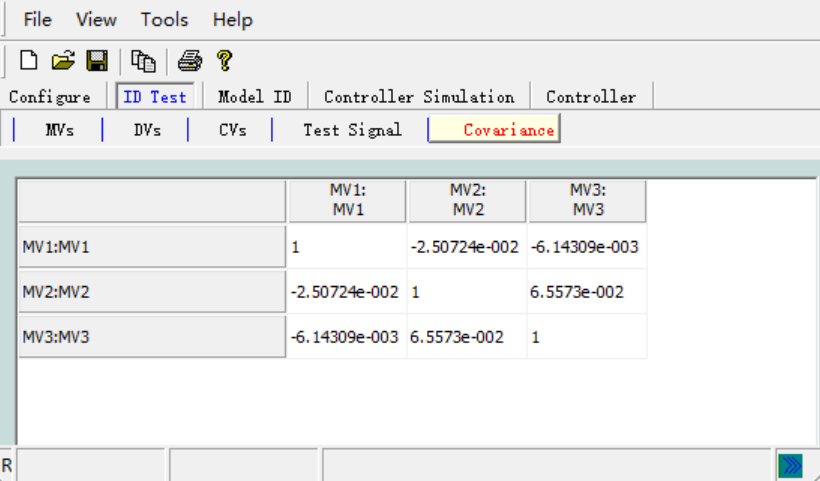 File View Tools Help
Configure ID Test Model ID Controller Simulation Controller
MVs DVs CVs Test Signal Covariance
MV1: MV2: MV3:
MV1 MV2 MV3
MV1:MV1 1 -2.50724e-002 -6.14309e-003
MV2:MV2 -2.50724e-002 1 6.5573e-002
MV3:MV3 -6.14309e-003 6.5573e-002 1
R